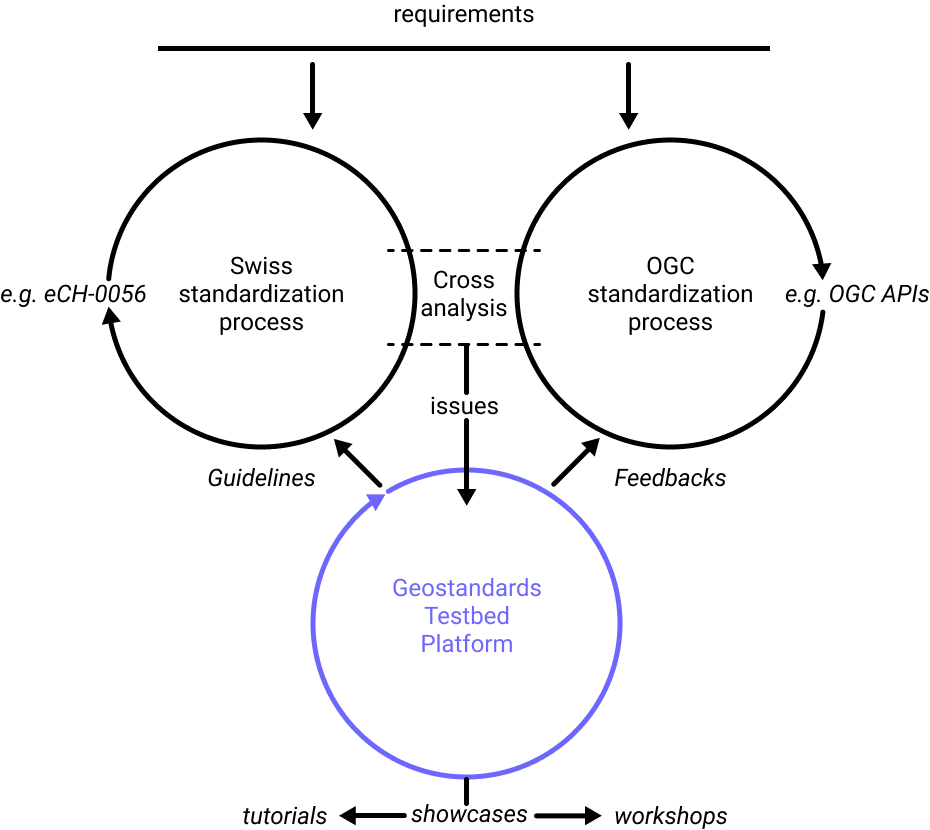 requirements
Swiss
standardization
process
e.g. eCH-0056
Cross
analysis
OGC
standardization
process
e.g. OGC APIs
issues
Guidelines
Feedbacks
Geostandards
Testbed
Platform
tutorials
showcases
workshops